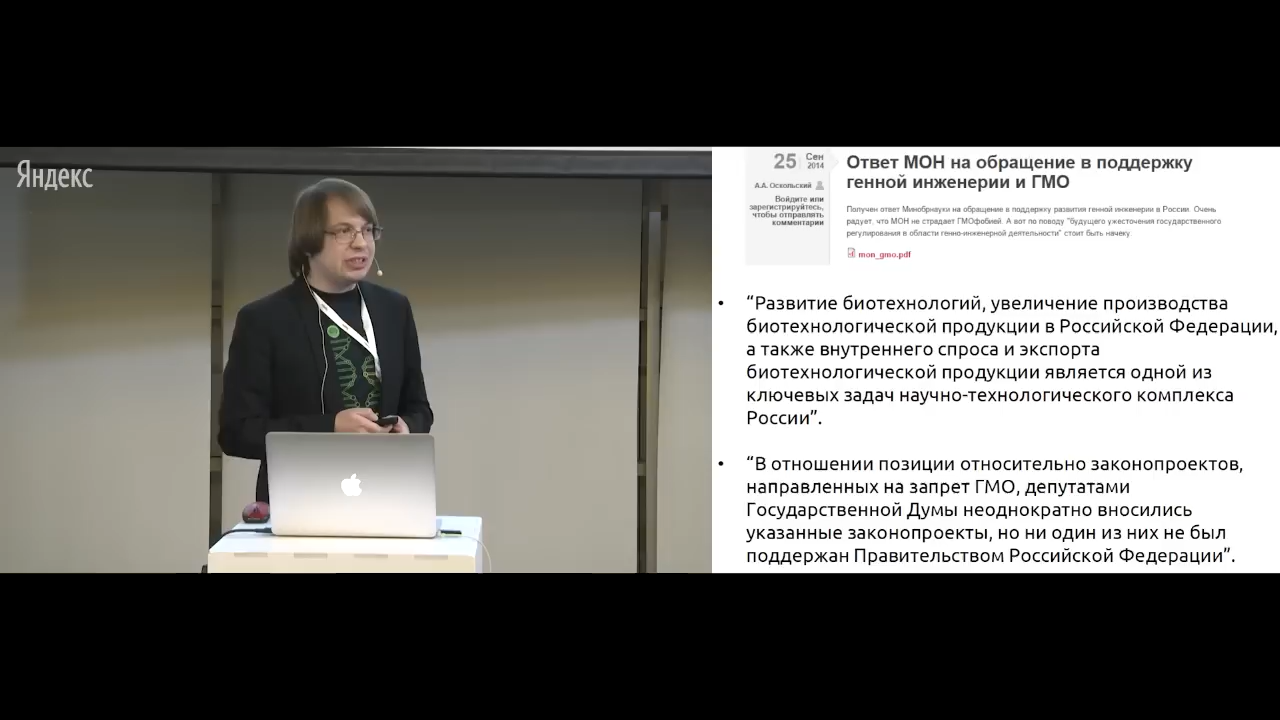 Яндекс
25 Сен
2014
А.А. Оскольский
Войдите или
зарегистрируйтесь,
чтобы отправлять
комментарии
Ответ МОН на обращение в поддержку
генной инженерии и ГМО
Получен ответ Минобрнауки на обращение в поддержку развития генной инженерии в России. Очень
радует, что МОН не страдает ГМОфобией. А вот по поводу "будущего ужесточения государственного
регулирования в области генно-инженерной деятельности" стоит быть начеку.
mon_gmo.pdf
• “Развитие биотехнологий, увеличение производства
биотехнологической продукции в Российской Федерации,
а также внутреннего спроса и экспорта
биотехнологической продукции является одной из
ключевых задач научно-технологического комплекса
России”.
• “В отношении позиции относительно законопроектов,
направленных на запрет ГМО, депутатами
Государственной Думы неоднократно вносились
указанные законопроекты, но ни один из них не был
поддержан Правительством Российской Федерации”.